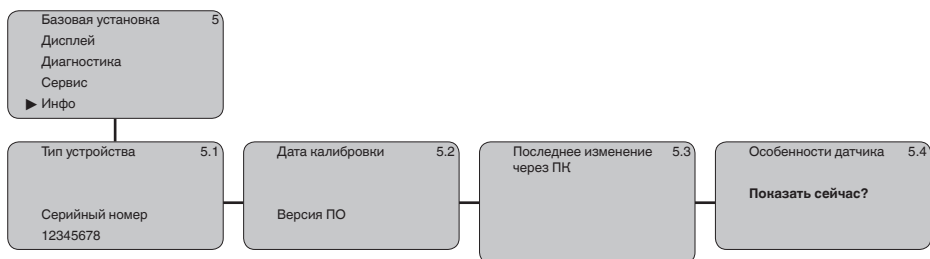 Базовая установка 5
Дисплей
Диагностика
Сервис
▶ Инфо
Тип устройства 5.1
Серийный номер
12345678
Дата калибровки 5.2
Версия ПО
Последнее изменение 5.3
через ПК
Особенности датчика 5.4
Показать сейчас?